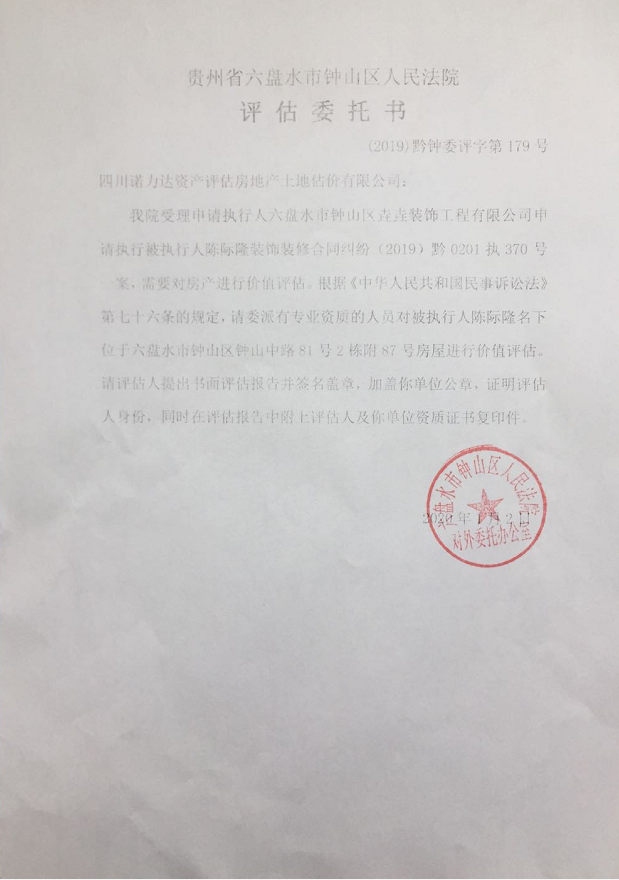 贵州省六盘水市钟山区人民法院
评估委托书
(2019)黔钟委评字第179号
四川诺力达资产评估房地产土地估价有限公司：
我院受理申请执行人六盘水市钟山区垚垚装饰工程有限公司申
请执行被执行人陈际隆装饰装修合同纠纷（2019）黔0201执370号
案，需要对房产进行价值评估。根据《中华人民共和国民事诉讼法》
第七十六条的规定，请委派有专业资质的人员对被执行人陈际隆名下
位于六盘水市钟山区钟山中路81号2栋附87号房屋进行价值评估。
请评估人提出书面评估报告并签名盖章，加盖你单位公章，证明评估
人身份，同时在评估报告中附上评估人及你单位资质证书复印件。
六盘水市钟山区人民法院
2020年1月2日
对外委托办公室